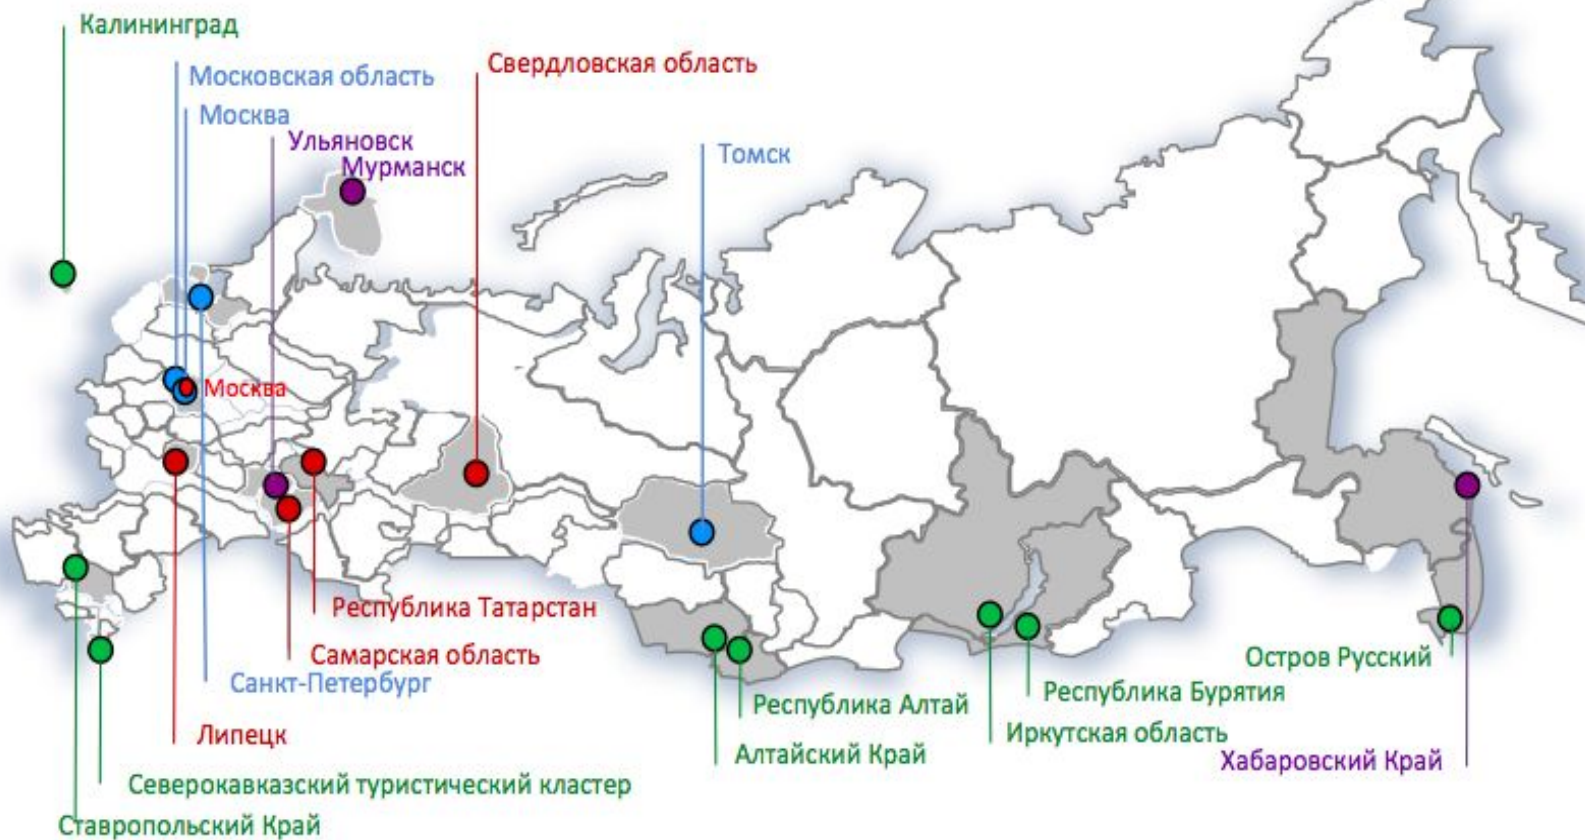 Калининград
Свердловская область
Московская область
Москва
Ульяновск
Томск
Мурманск
Москва
Республика Татарстан
Самарская область
Остров Русский
Санкт-Петербург
Республика Бурятия
Республика Алтай
Липецк
Иркутская область
Алтайский Край
Хабаровский Край
Северокавказский туристический кластер
Ставропольский Край